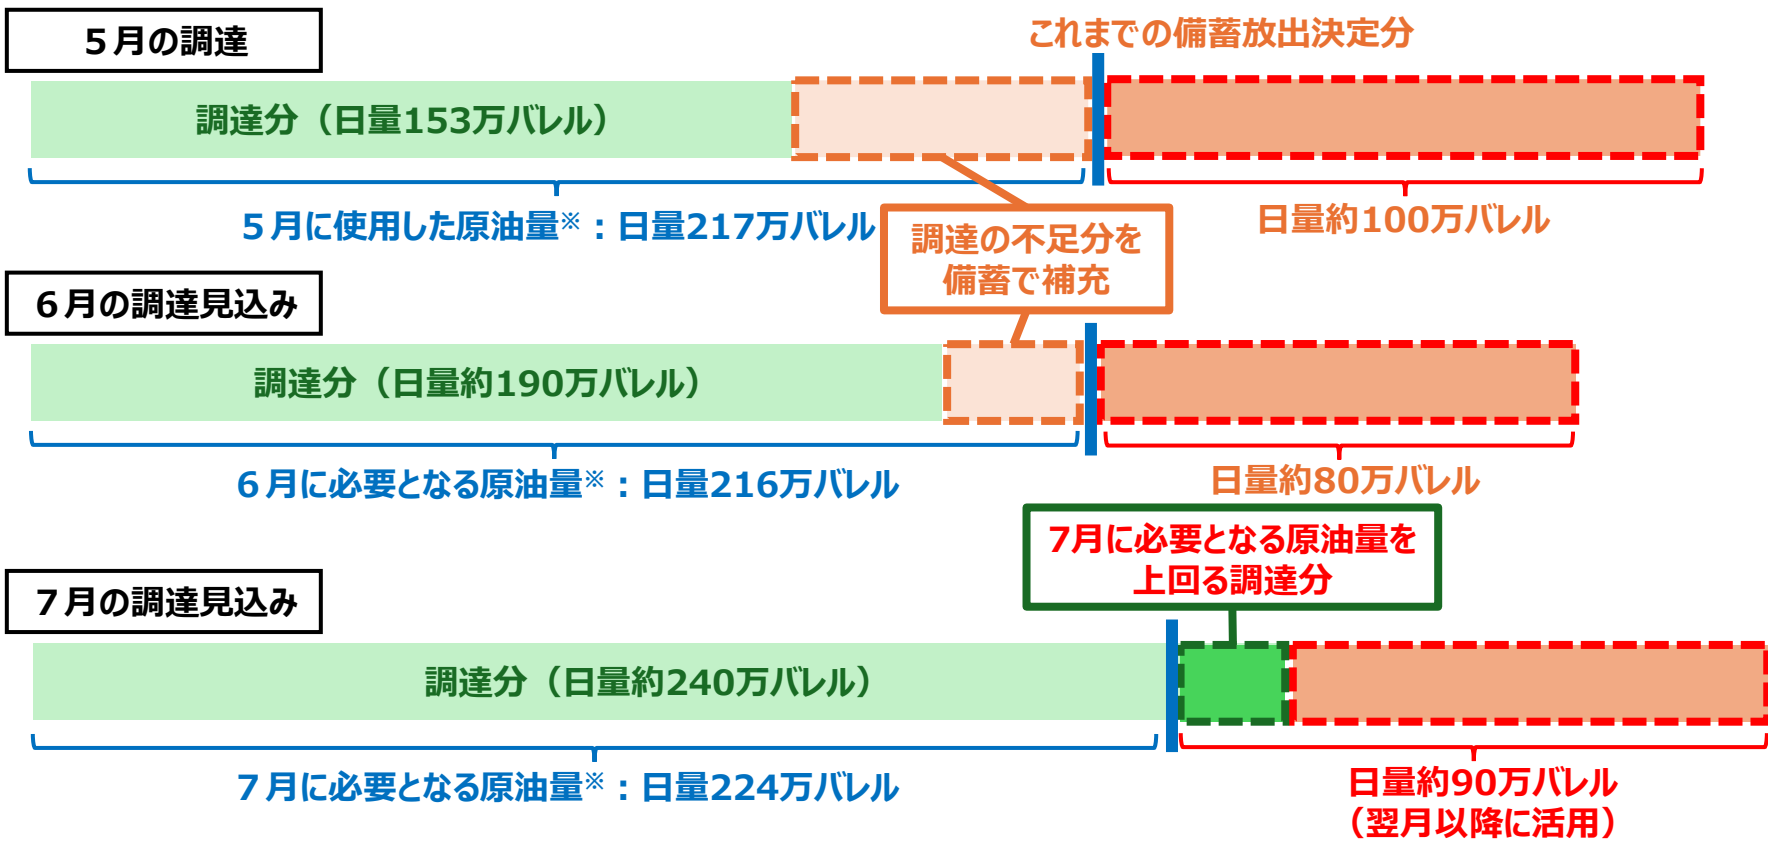 ５月の調達
これまでの備蓄放出決定分
調達分（日量153万バレル）
５月に使用した原油量※：日量217万バレル
日量約100万バレル
調達の不足分を
備蓄で補充
６月の調達見込み
調達分（日量約190万バレル）
６月に必要となる原油量※：日量216万バレル
日量約80万バレル
7月に必要となる原油量を
上回る調達分
７月の調達見込み
調達分（日量約240万バレル）
７月に必要となる原油量※：日量224万バレル
日量約90万バレル
（翌月以降に活用）